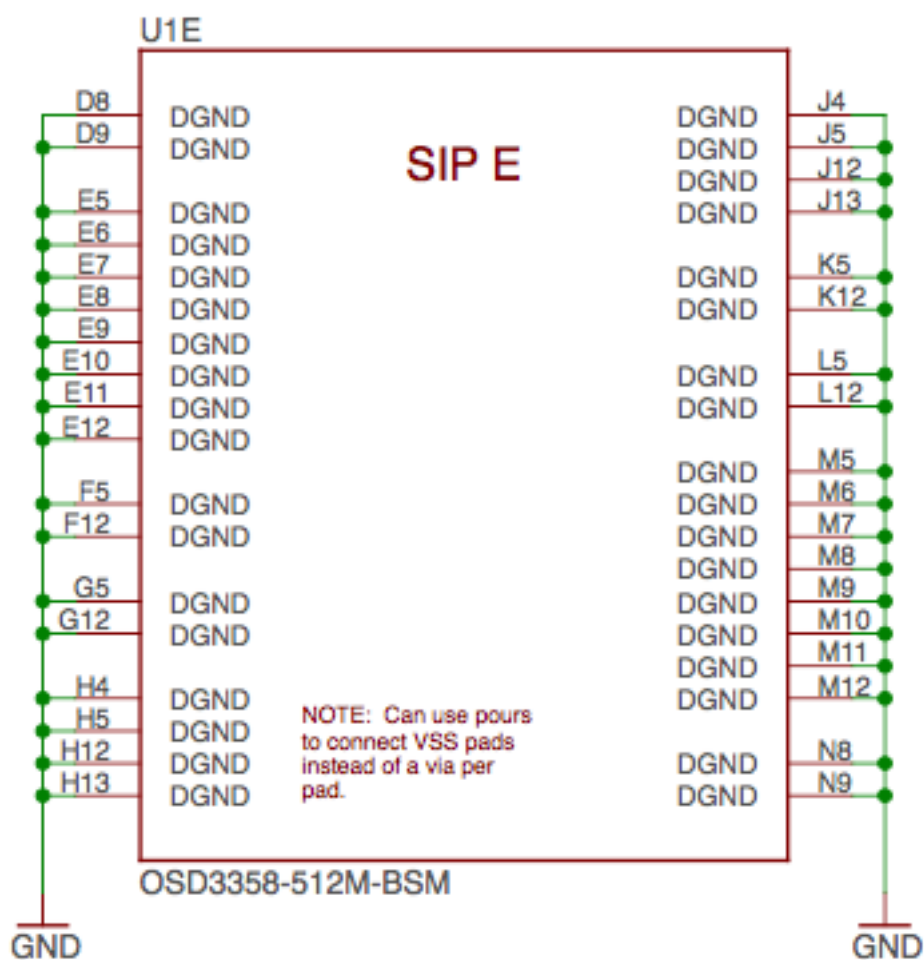 U1E
D8 DGND DGND J4
D9 DGND DGND J5
SIP E
DGND J12
E5 DGND DGND J13
E6 DGND
E7 DGND DGND K5
E8 DGND DGND K12
E9 DGND
E10 DGND DGND L5
E11 DGND DGND L12
E12 DGND
DGND M5
F5 DGND DGND M6
F12 DGND DGND M7
DGND M8
G5 DGND DGND M9
G12 DGND DGND M10
DGND M11
H4 DGND DGND M12
H5 DGND
H12 DGND DGND N8
H13 DGND DGND N9
NOTE: Can use pours
to connect VSS pads
instead of a via per
pad.
OSD3358-512M-BSM
GND GND